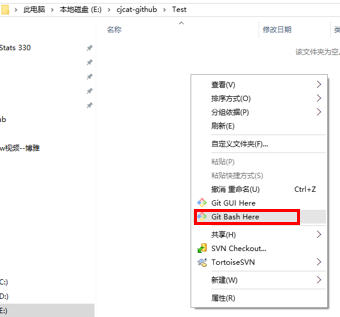 此电脑 > 本地磁盘 (E:) > cjcat-github > Test
名称
修改日期
类
该文件夹为空。
Stats 330
ub
w视频--博雅
C:)
D:)
E:)
查看(V)
排序方式(O)
分组依据(P)
刷新(E)
自定义文件夹(F)...
粘贴(P)
粘贴快捷方式(S)
撤消 重命名(U) Ctrl+Z
Git GUI Here
Git Bash Here
共享(H)
SVN Checkout...
TortoiseSVN
新建(W)
属性(R)